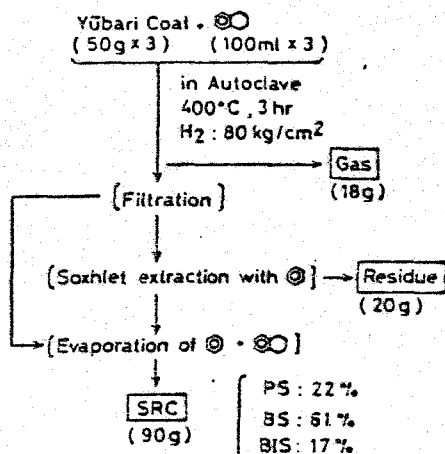 Yūbari Coal ·
(50g x 3) (100ml x 3)
in Autoclave
400°C, 3 hr
H2 : 80 kg/cm2
Gas
(18g)
[Filtration]
[Soxhlet extraction with ] Residue
(20g)
[Evaporation of · ]
SRC
(90g)
PS : 22 %
BS : 61 %
BIS : 17 %